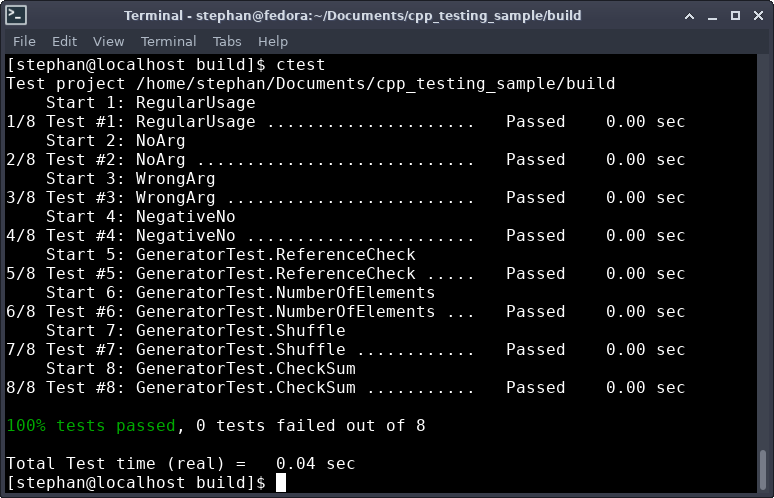 Terminal - stephan@fedora:~/Documents/cpp_testing_sample/build
File Edit View Terminal Tabs Help
[stephan@localhost build]$ ctest
Test project /home/stephan/Documents/cpp_testing_sample/build
    Start 1: RegularUsage
1/8 Test #1: RegularUsage .....................   Passed    0.00 sec
    Start 2: NoArg
2/8 Test #2: NoArg ............................   Passed    0.00 sec
    Start 3: WrongArg
3/8 Test #3: WrongArg .........................   Passed    0.00 sec
    Start 4: NegativeNo
4/8 Test #4: NegativeNo .......................   Passed    0.00 sec
    Start 5: GeneratorTest.ReferenceCheck
5/8 Test #5: GeneratorTest.ReferenceCheck .....   Passed    0.00 sec
    Start 6: GeneratorTest.NumberOfElements
6/8 Test #6: GeneratorTest.NumberOfElements ...   Passed    0.00 sec
    Start 7: GeneratorTest.Shuffle
7/8 Test #7: GeneratorTest.Shuffle ............   Passed    0.00 sec
    Start 8: GeneratorTest.CheckSum
8/8 Test #8: GeneratorTest.CheckSum ...........   Passed    0.00 sec

100% tests passed, 0 tests failed out of 8

Total Test time (real) =   0.04 sec
[stephan@localhost build]$